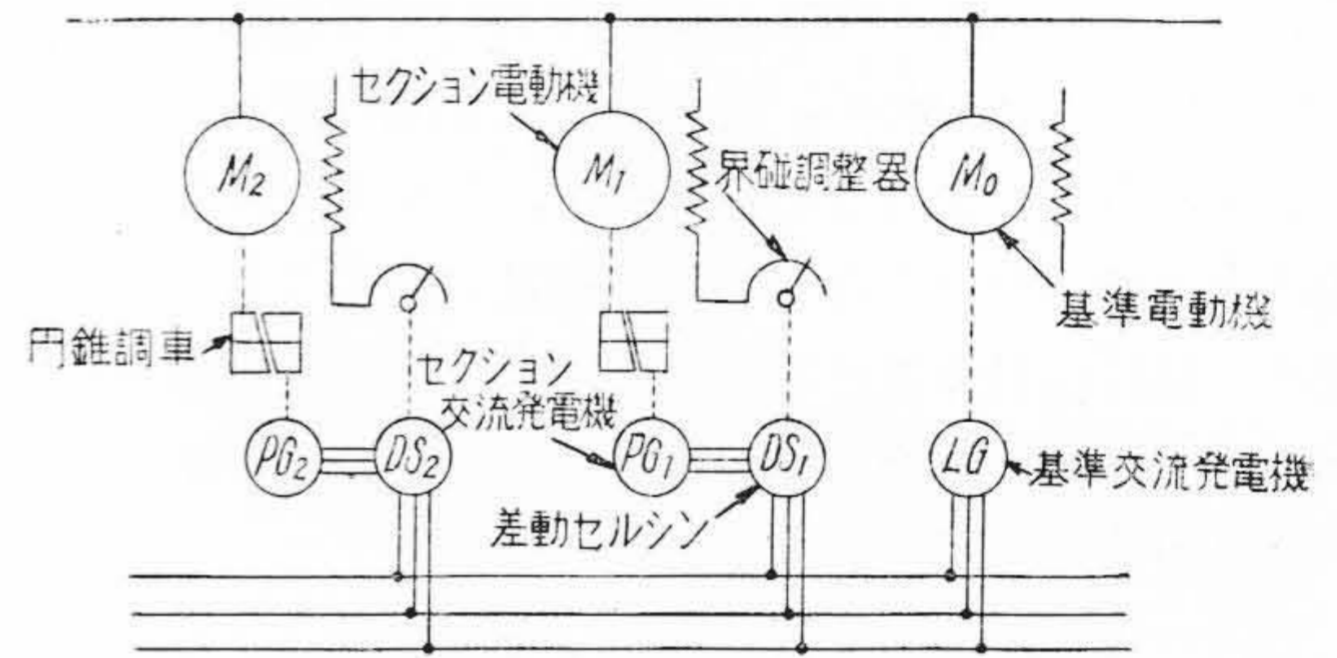 セクション電動機
M2
M1
界磁調整器
M0
基準電動機
円錐調車
セクション
交流発電機
PG2
DS2
PG1
DS1
LG
基準交流発電機
差動セルシン